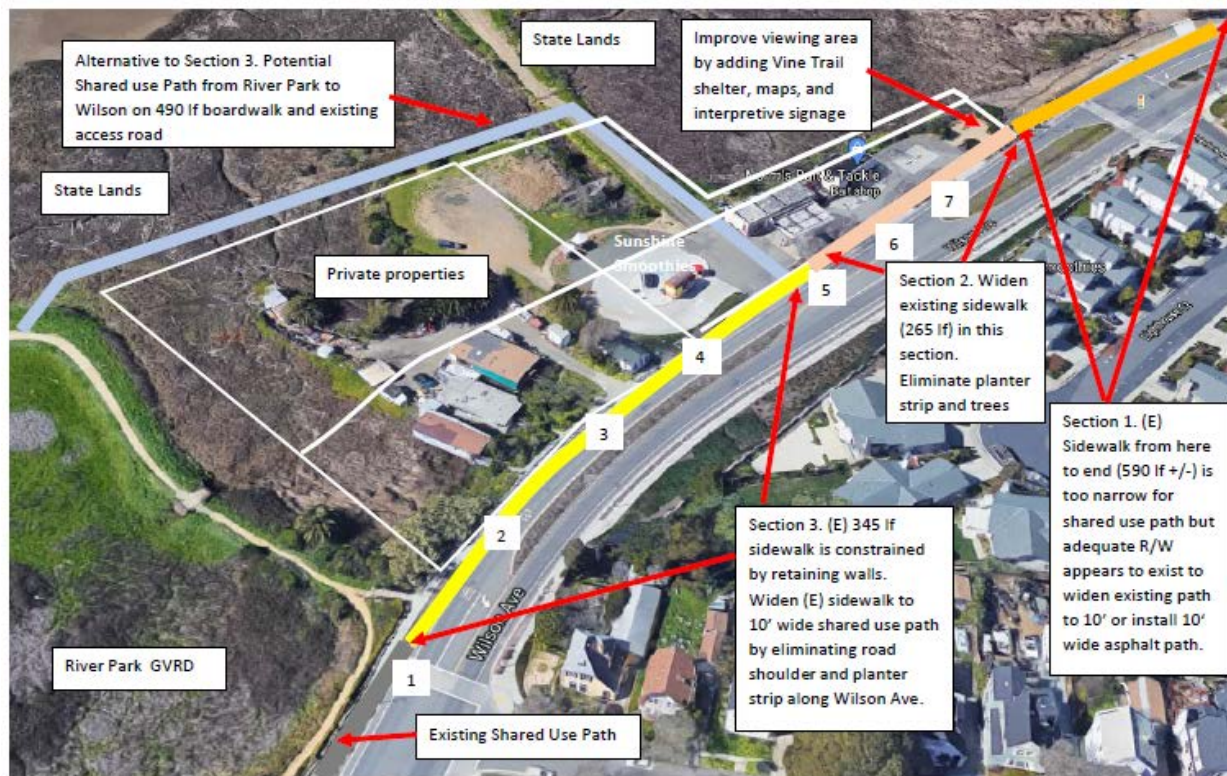 State Lands
Alternative to Section 3. Potential
Shared use Path from River Park to
Wilson on 490 lf boardwalk and existing
access road
Improve viewing area
by adding Vine Trail
shelter, maps, and
interpretive signage
State Lands
& Tackle
Bait shop
7
Sunshine
Smoothies
6
Private properties
5
Section 2. Widen
existing sidewalk
(265 lf) in this
section.
Eliminate planter
strip and trees
4
Section 1. (E)
Sidewalk from here
to end (590 lf +/-) is
too narrow for
shared use path but
adequate R/W
appears to exist to
widen existing path
to 10' or install 10'
wide asphalt path.
3
Section 3. (E) 345 lf
sidewalk is constrained
by retaining walls.
Widen (E) sidewalk to
10' wide shared use path
by eliminating road
shoulder and planter
strip along Wilson Ave.
2
Wilson Ave
River Park GVRD
1
Existing Shared Use Path